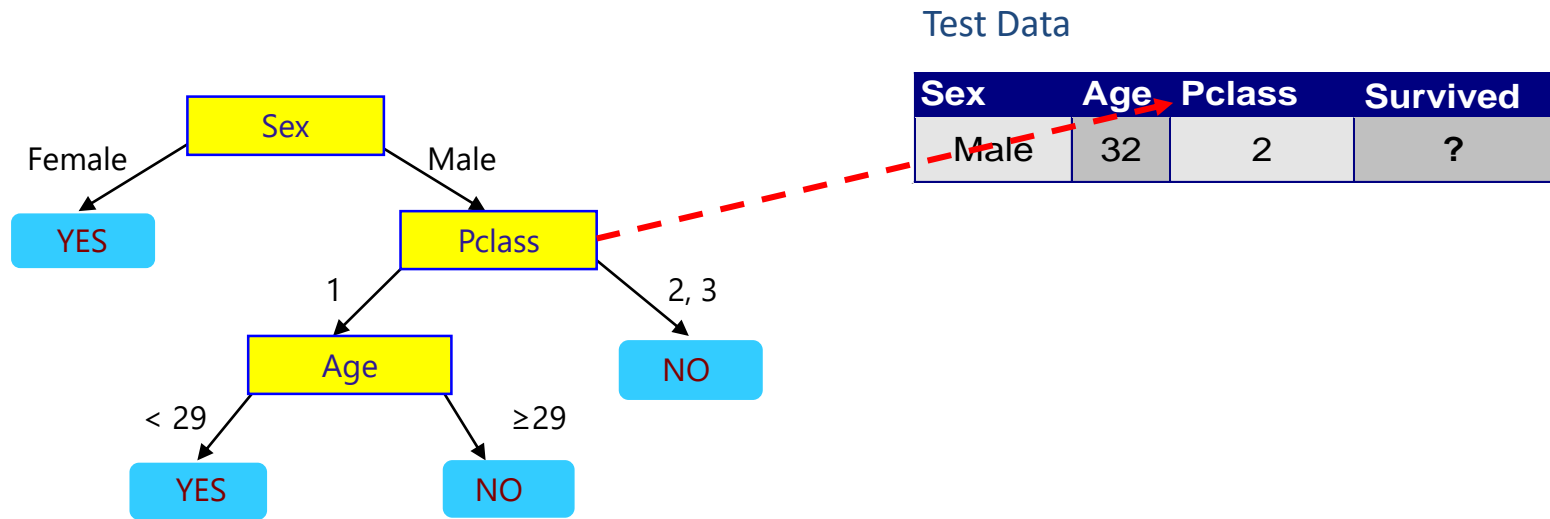 Test Data
Sex Age Pclass Survived
Male 32 2 ?
Sex
Female Male
YES Pclass
1 2, 3
Age NO
< 29 ≥29
YES NO